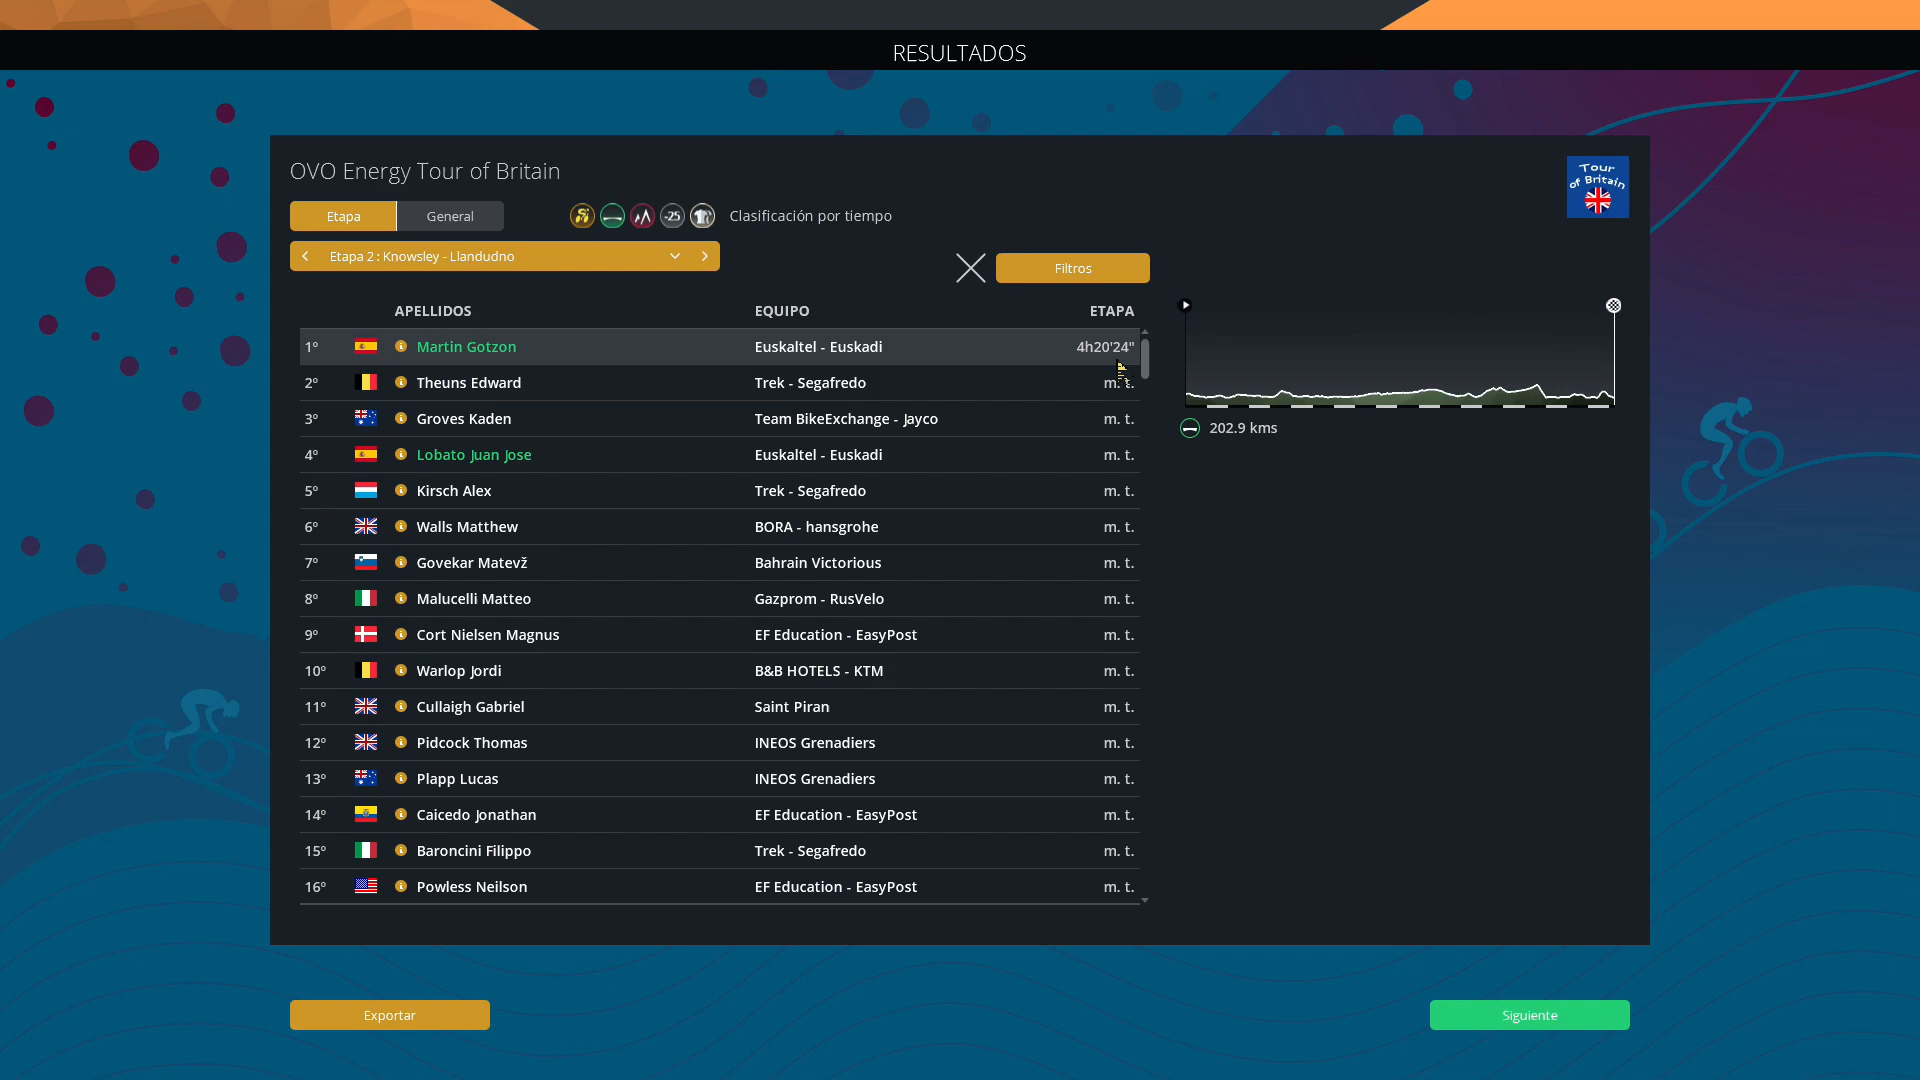 RESULTADOS
OVO Energy Tour of Britain
Tour
of Britain
Etapa General -25 Clasificación por tiempo
Etapa 2 : Knowsley - Llandudno
Filtros
APELLIDOS EQUIPO ETAPA
1º Martin Gotzon Euskaltel - Euskadi 4h20'24"
2º Theuns Edward Trek - Segafredo m. t.
3º Groves Kaden Team BikeExchange - Jayco m. t.
4º Lobato Juan Jose Euskaltel - Euskadi m. t.
5º Kirsch Alex Trek - Segafredo m. t.
6º Walls Matthew BORA - hansgrohe m. t.
7º Govekar Matevž Bahrain Victorious m. t.
8º Malucelli Matteo Gazprom - RusVelo m. t.
9º Cort Nielsen Magnus EF Education - EasyPost m. t.
10º Warlop Jordi B&B HOTELS - KTM m. t.
11º Cullaigh Gabriel Saint Piran m. t.
12º Pidcock Thomas INEOS Grenadiers m. t.
13º Plapp Lucas INEOS Grenadiers m. t.
14º Caicedo Jonathan EF Education - EasyPost m. t.
15º Baroncini Filippo Trek - Segafredo m. t.
16º Powless Neilson EF Education - EasyPost m. t.
202.9 kms
Exportar
Siguiente